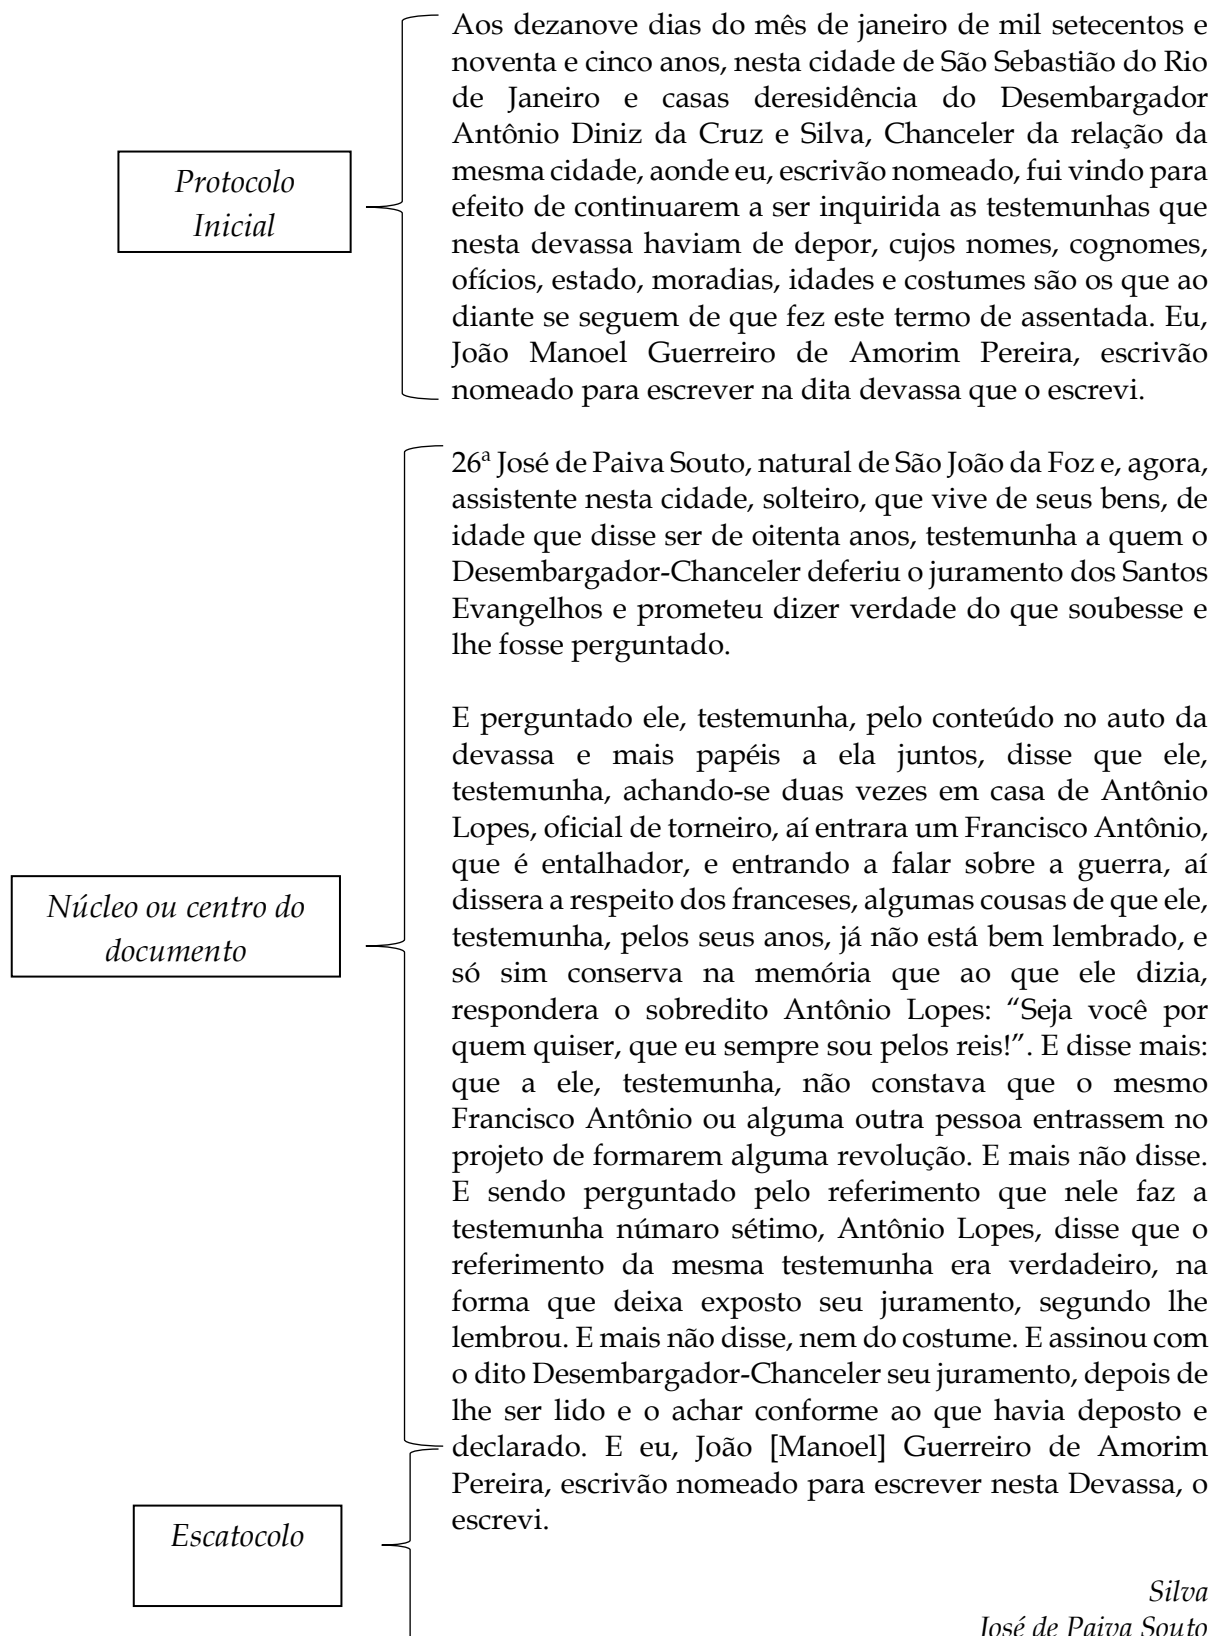 Aos dezanove dias do mês de janeiro de mil setecentos e
noventa e cinco anos, nesta cidade de São Sebastião do Rio
de Janeiro e casas deresidência do Desembargador
Antônio Diniz da Cruz e Silva, Chanceler da relação da
mesma cidade, aonde eu, escrivão nomeado, fui vindo para
efeito de continuarem a ser inquirida as testemunhas que
nesta devassa haviam de depor, cujos nomes, cognomes,
ofícios, estado, moradias, idades e costumes são os que ao
diante se seguem de que fez este termo de assentada. Eu,
João Manoel Guerreiro de Amorim Pereira, escrivão
nomeado para escrever na dita devassa que o escrevi.
Protocolo
Inicial
26ª José de Paiva Souto, natural de São João da Foz e, agora,
assistente nesta cidade, solteiro, que vive de seus bens, de
idade que disse ser de oitenta anos, testemunha a quem o
Desembargador-Chanceler deferiu o juramento dos Santos
Evangelhos e prometeu dizer verdade do que soubesse e
lhe fosse perguntado.
E perguntado ele, testemunha, pelo conteúdo no auto da
devassa e mais papéis a ela juntos, disse que ele,
testemunha, achando-se duas vezes em casa de Antônio
Lopes, oficial de torneiro, aí entrara um Francisco Antônio,
que é entalhador, e entrando a falar sobre a guerra, aí
dissera a respeito dos franceses, algumas cousas de que ele,
testemunha, pelos seus anos, já não está bem lembrado, e
só sim conserva na memória que ao que ele dizia,
respondera o sobredito Antônio Lopes: “Seja você por
quem quiser, que eu sempre sou pelos reis!”. E disse mais:
que a ele, testemunha, não constava que o mesmo
Francisco Antônio ou alguma outra pessoa entrassem no
projeto de formarem alguma revolução. E mais não disse.
E sendo perguntado pelo referimento que nele faz a
testemunha númaro sétimo, Antônio Lopes, disse que o
referimento da mesma testemunha era verdadeiro, na
forma que deixa exposto seu juramento, segundo lhe
lembrou. E mais não disse, nem do costume. E assinou com
o dito Desembargador-Chanceler seu juramento, depois de
lhe ser lido e o achar conforme ao que havia deposto e
declarado. E eu, João [Manoel] Guerreiro de Amorim
Pereira, escrivão nomeado para escrever nesta Devassa, o
escrevi.
Núcleo ou centro do
documento
Escatocolo
Silva
José de Paiva Souto